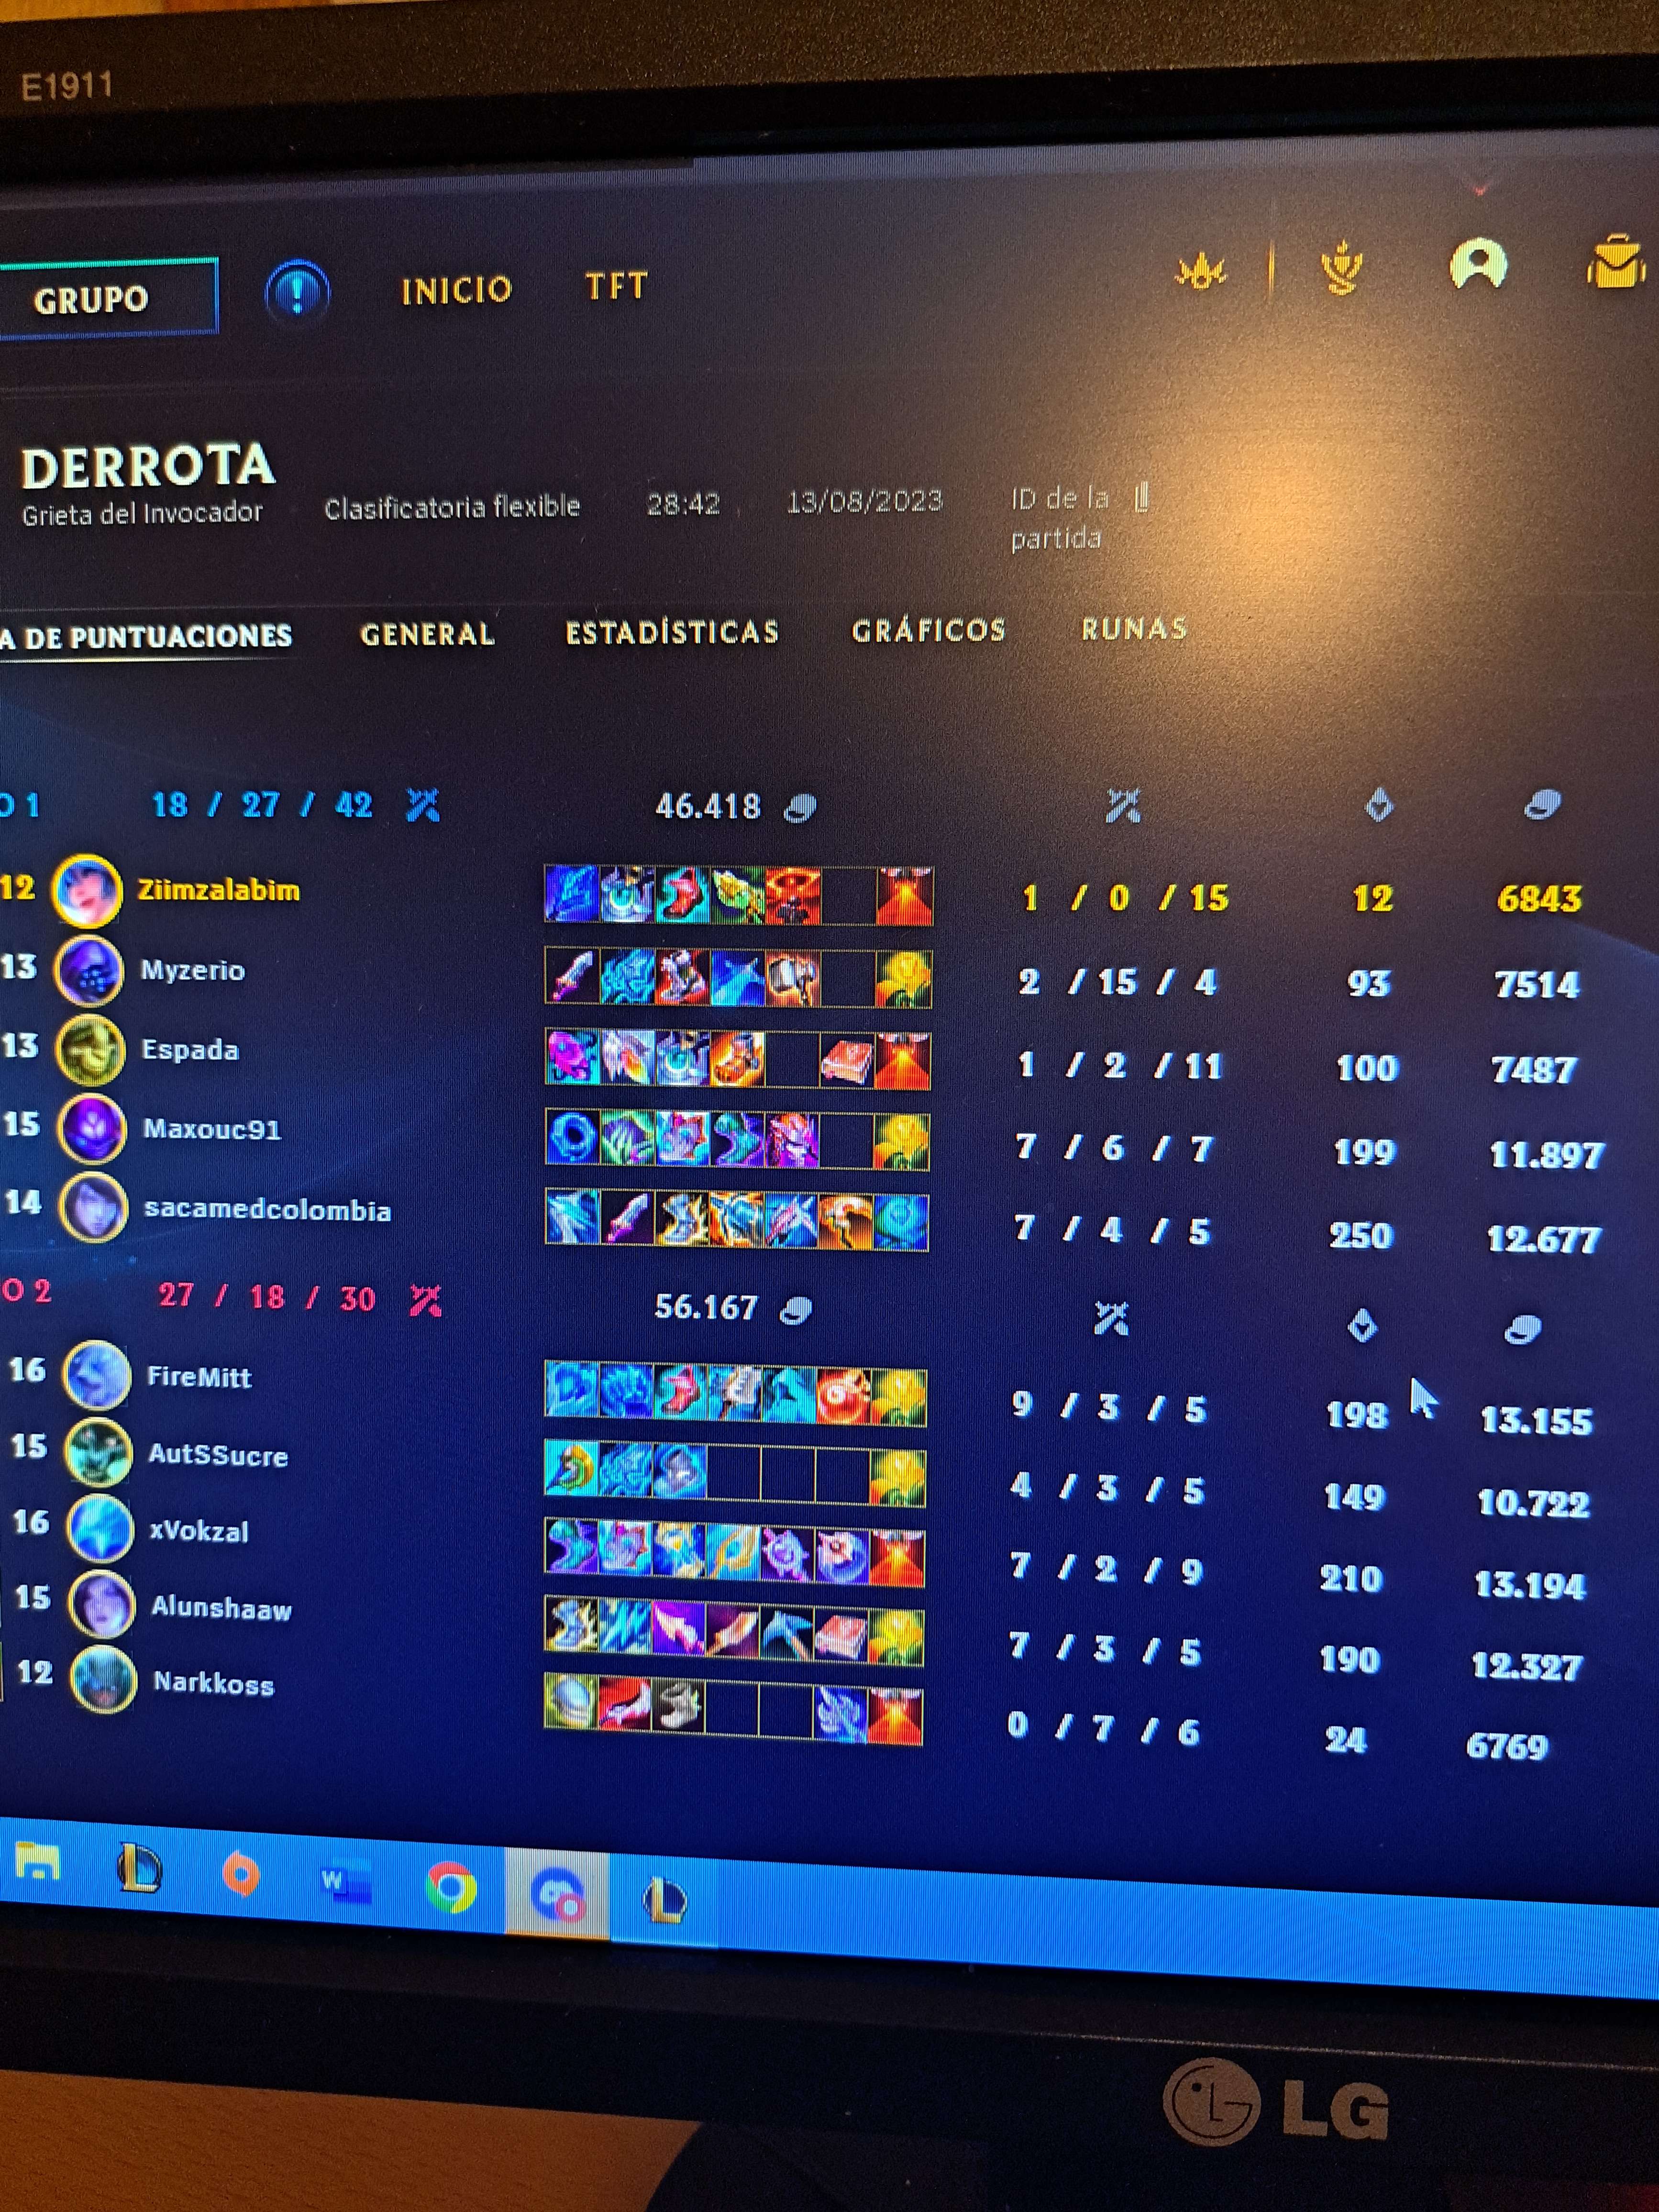 E1911
GRUPO ! INICIO TFT
DERROTA
Grieta del Invocador Clasificatoria flexible 28:42 13/08/2023 ID de la partida
A DE PUNTUACIONES GENERAL ESTADÍSTICAS GRÁFICOS RUNAS
O 1 18 / 27 / 42 46.418
12 Ziimzalabim 1 / 0 / 15 12 6843
13 Myzerio 2 / 15 / 4 93 7514
13 Espada 1 / 2 / 11 100 7487
15 Maxouc91 7 / 6 / 7 199 11.897
14 sacamedcolombia 7 / 4 / 5 250 12.677
O 2 27 / 18 / 30 56.167
16 FireMitt 9 / 3 / 5 198 13.155
15 AutSSucre 4 / 3 / 5 149 10.722
16 xVokzal 7 / 2 / 9 210 13.194
15 Alunshaaw 7 / 3 / 5 190 12.327
12 Narkkoss 0 / 7 / 6 24 6769
W
LG